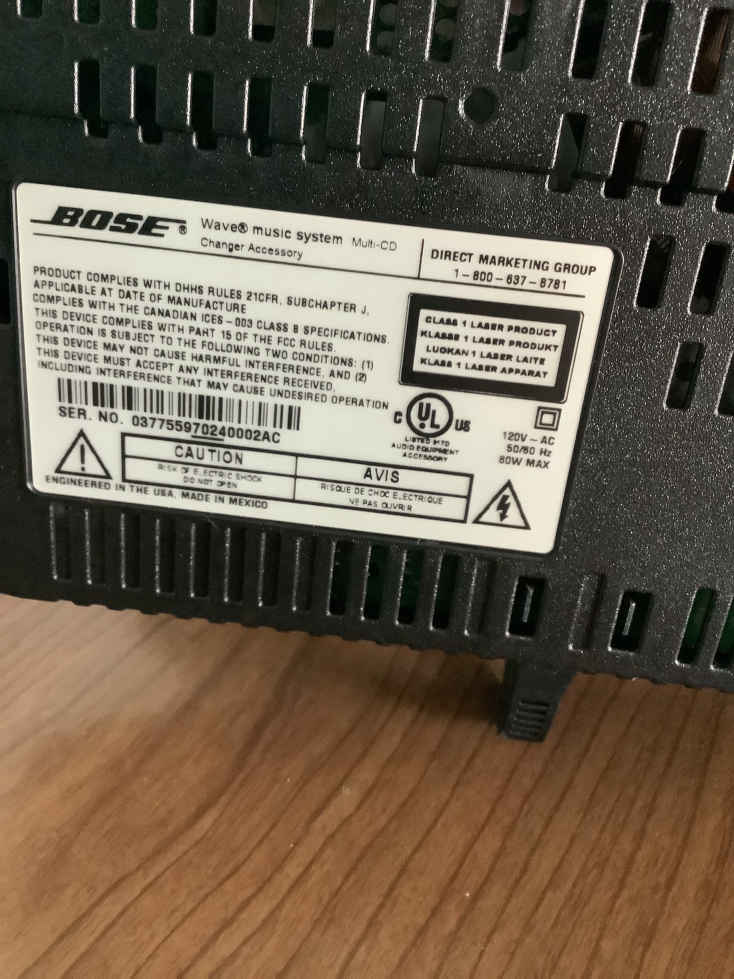 BOSE® Wave® music system Multi-CD
Changer Accessory
DIRECT MARKETING GROUP
1-800-637-8781
PRODUCT COMPLIES WITH DHHS RULES 21CFR, SUBCHAPTER J,
APPLICABLE AT DATE OF MANUFACTURE
COMPLIES WITH THE CANADIAN ICES-003 CLASS B SPECIFICATIONS.
THIS DEVICE COMPLIES WITH PART 15 OF THE FCC RULES.
OPERATION IS SUBJECT TO THE FOLLOWING TWO CONDITIONS: (1)
THIS DEVICE MAY NOT CAUSE HARMFUL INTERFERENCE, AND (2)
THIS DEVICE MUST ACCEPT ANY INTERFERENCE RECEIVED,
INCLUDING INTERFERENCE THAT MAY CAUSE UNDESIRED OPERATION
CLASS 1 LASER PRODUCT
KLASSE 1 LASER PRODUKT
LUOKAN 1 LASER LAITE
KLASS 1 LASER APPARAT
SER. NO. 037755970240002AC
C UL US
LISTED
AUDIO EQUIPMENT
ACCESSORY
120V ~ AC
50/60 Hz
60W MAX
CAUTION
RISK OF ELECTRIC SHOCK
DO NOT OPEN
AVIS
RISQUE DE CHOC ELECTRIQUE
NE PAS OUVRIR
ENGINEERED IN THE USA, MADE IN MEXICO